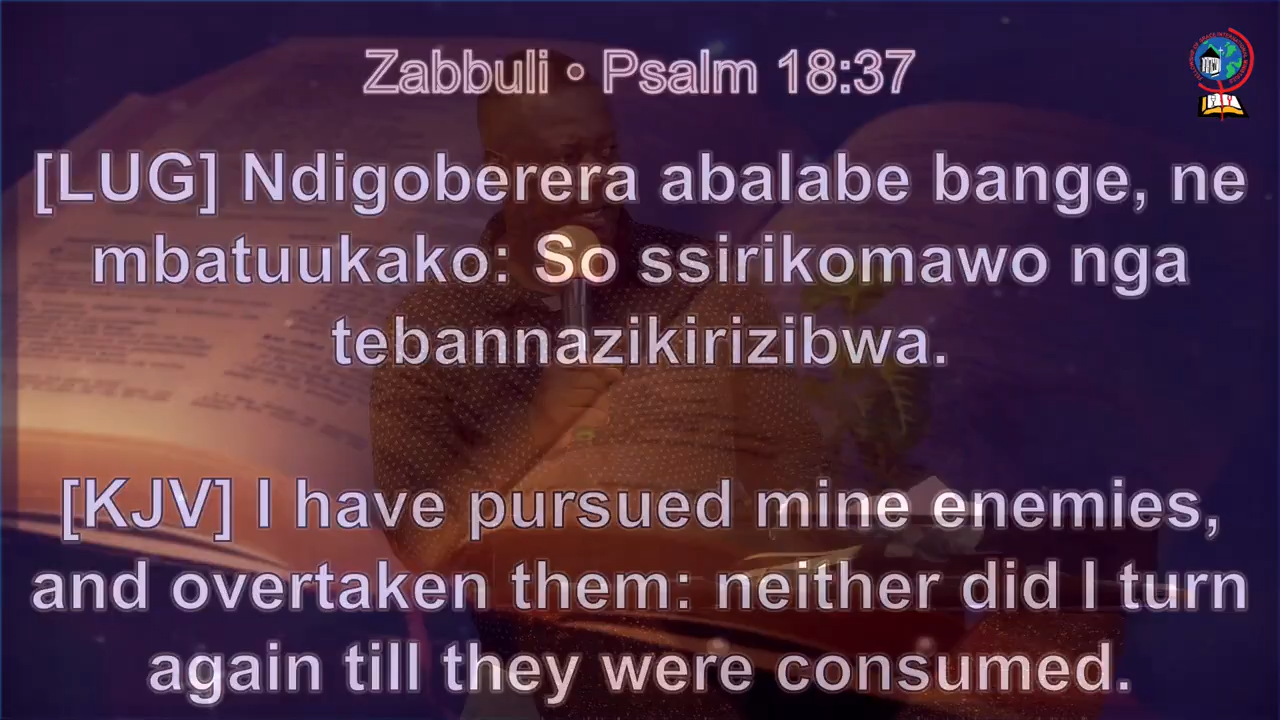 Zabbuli • Psalm 18:37
[LUG] Ndigoberera abalabe bange, ne
mbatuukako: So ssirikomawo nga
tebannazikirizibwa.
[KJV] I have pursued mine enemies,
and overtaken them: neither did I turn
again till they were consumed.